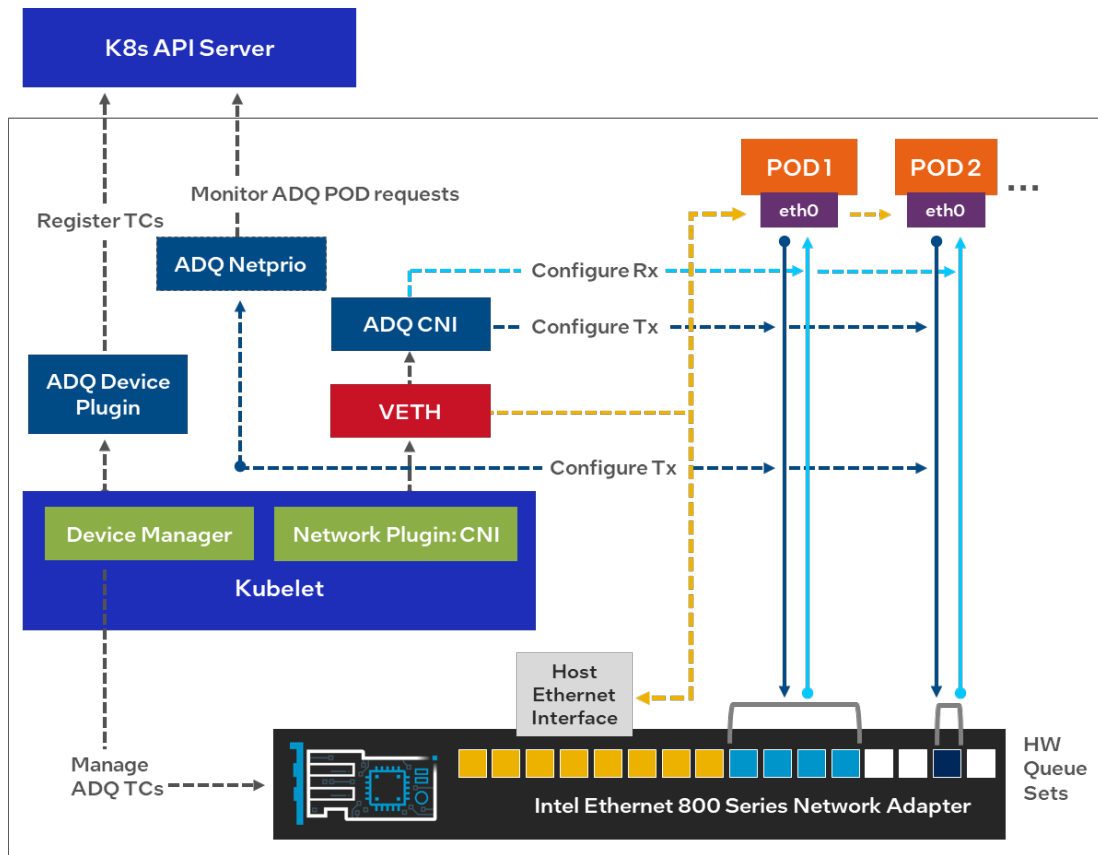 K8s API Server
Monitor ADQ POD requests
Register TCs
POD 1
eth0
POD 2
eth0
...
ADQ Netprio
Configure Rx
ADQ CNI
Configure Tx
ADQ Device
Plugin
VETH
Configure Tx
Device Manager
Network Plugin: CNI
Kubelet
Host
Ethernet
Interface
Manage
ADQ TCs
HW
Queue
Sets
Intel Ethernet 800 Series Network Adapter